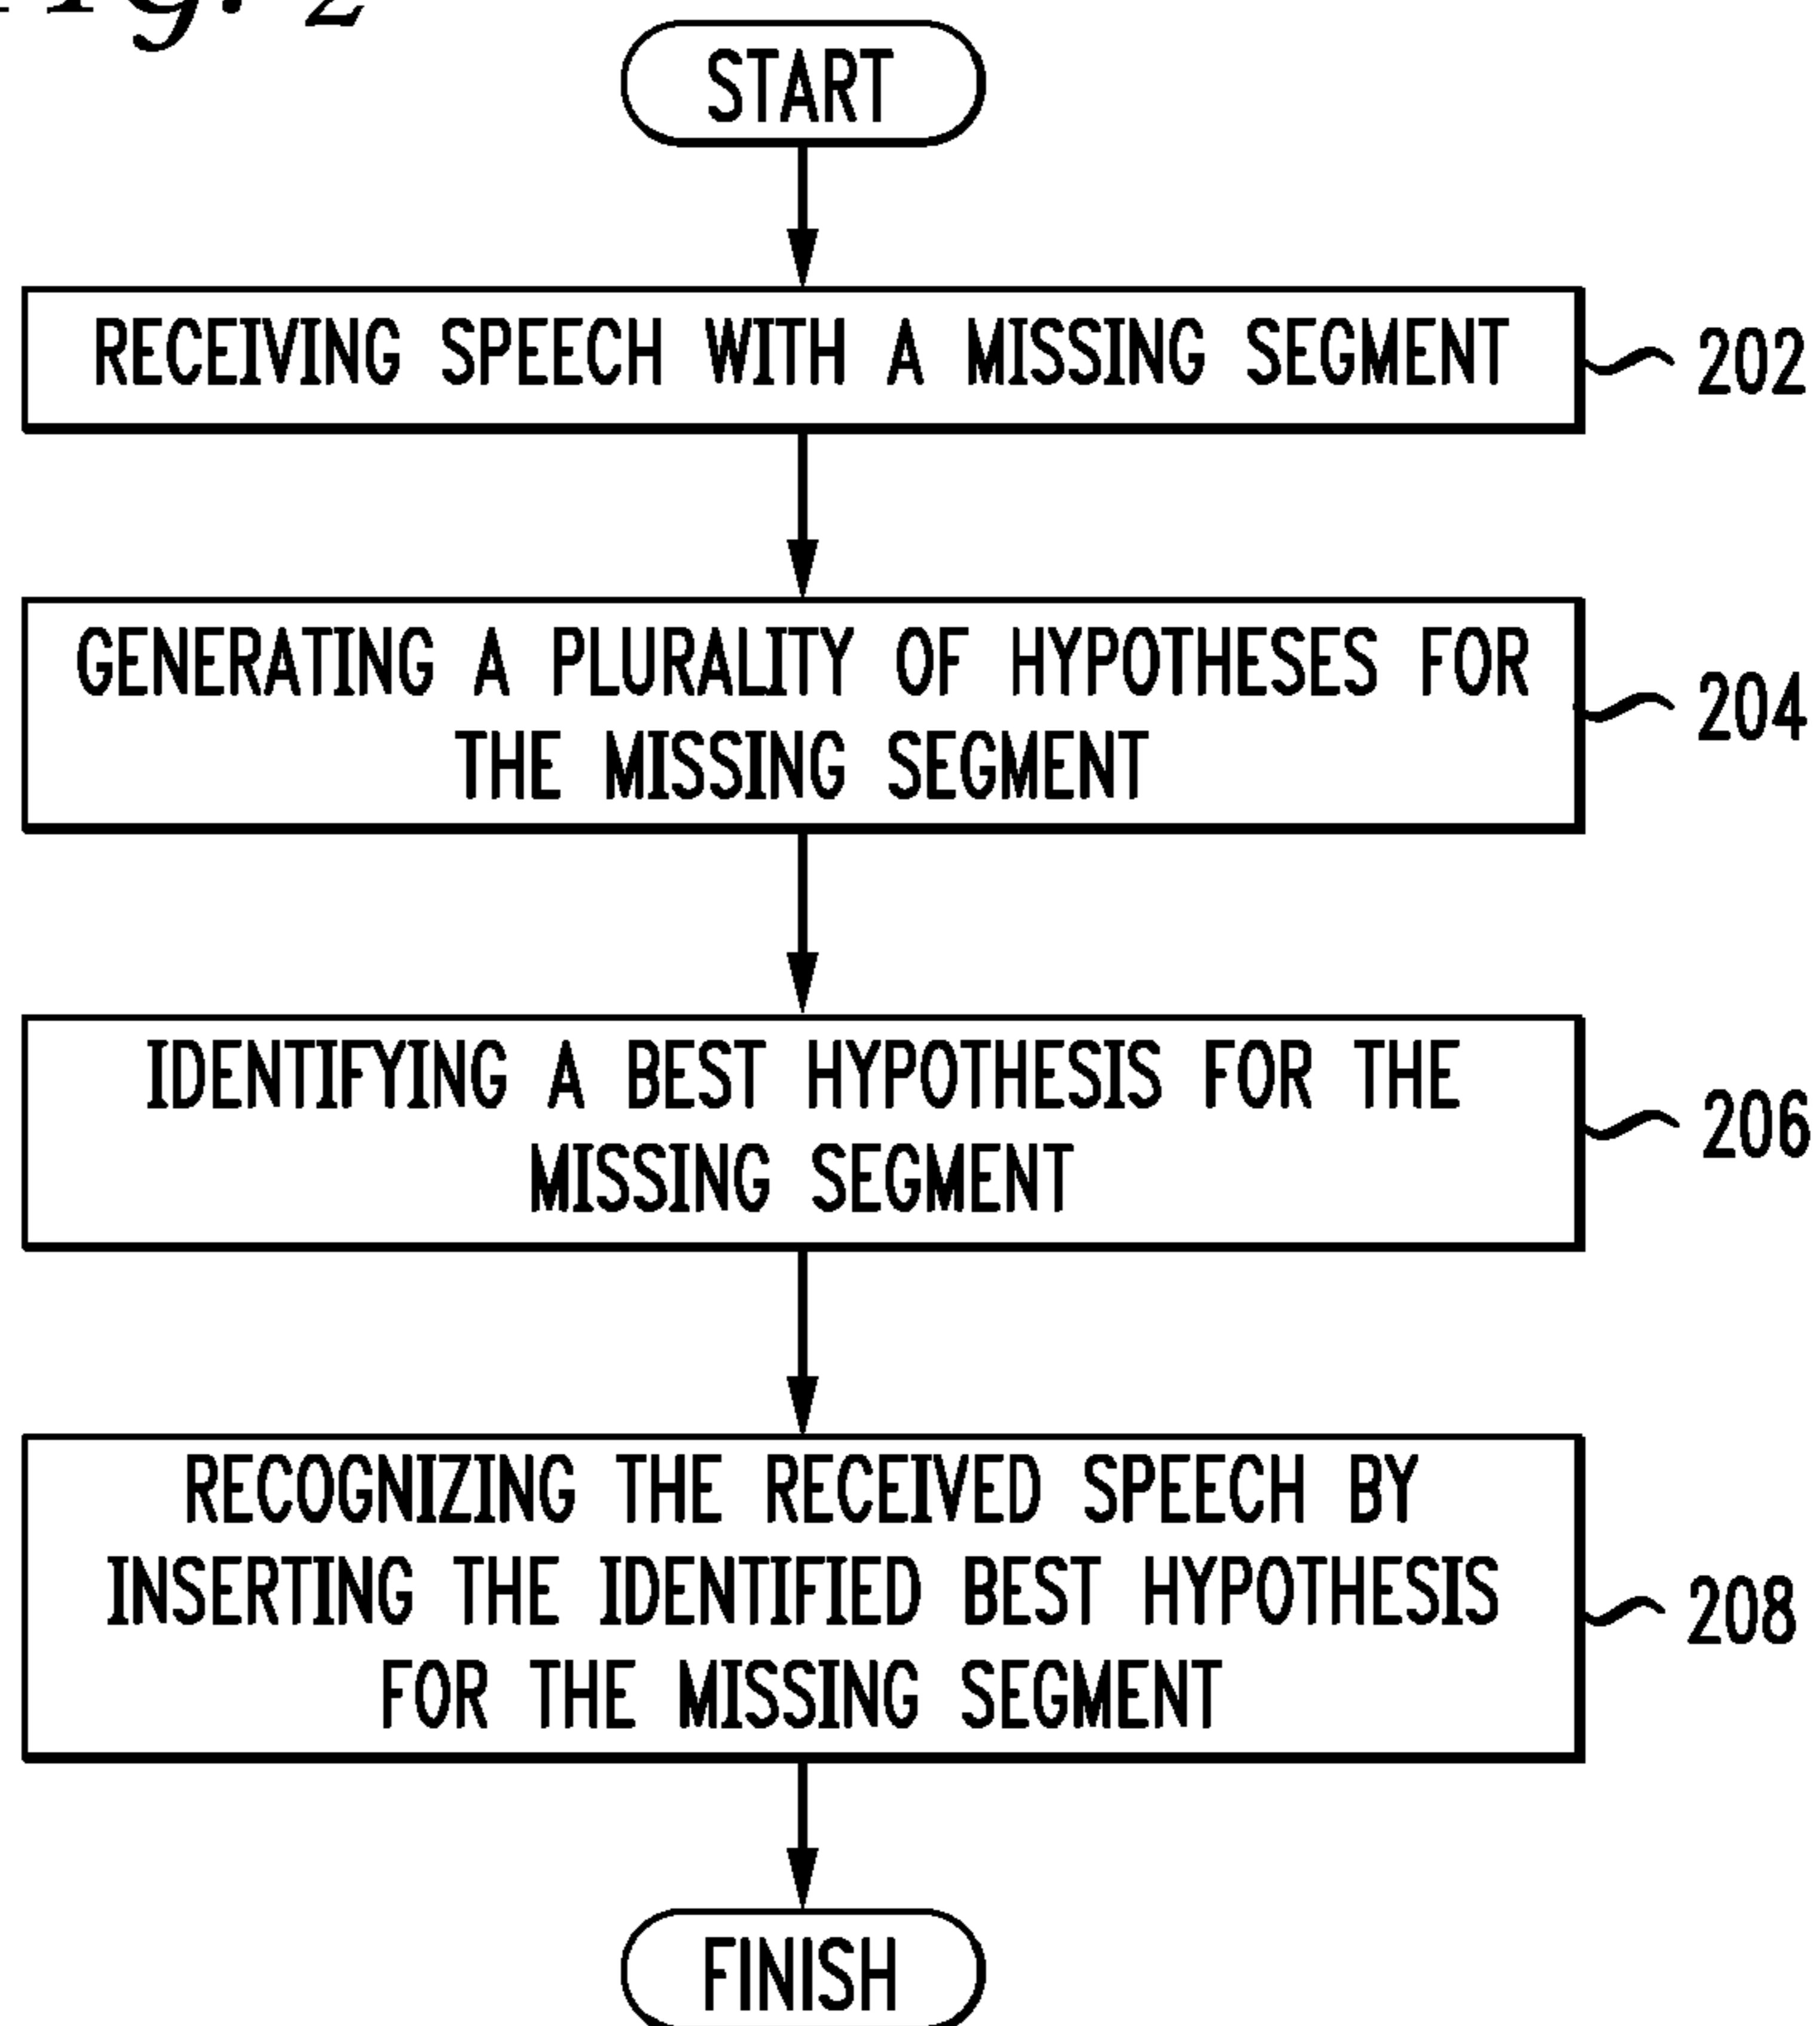 Fig. 2
START
RECEIVING SPEECH WITH A MISSING SEGMENT
202
GENERATING A PLURALITY OF HYPOTHESES FOR
THE MISSING SEGMENT
204
IDENTIFYING A BEST HYPOTHESIS FOR THE
MISSING SEGMENT
206
RECOGNIZING THE RECEIVED SPEECH BY
INSERTING THE IDENTIFIED BEST HYPOTHESIS
FOR THE MISSING SEGMENT
208
FINISH